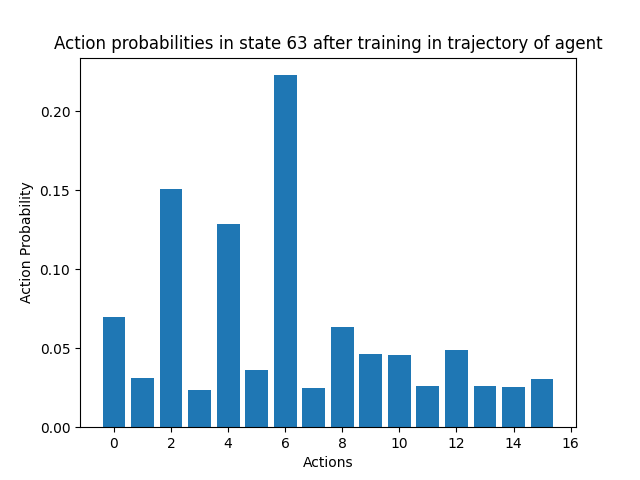 Action probabilities in state 63 after training in trajectory of agent
0.20
0.15
0.10
0.05
0.00
Action Probability
0 2 4 6 8 10 12 14 16
Actions